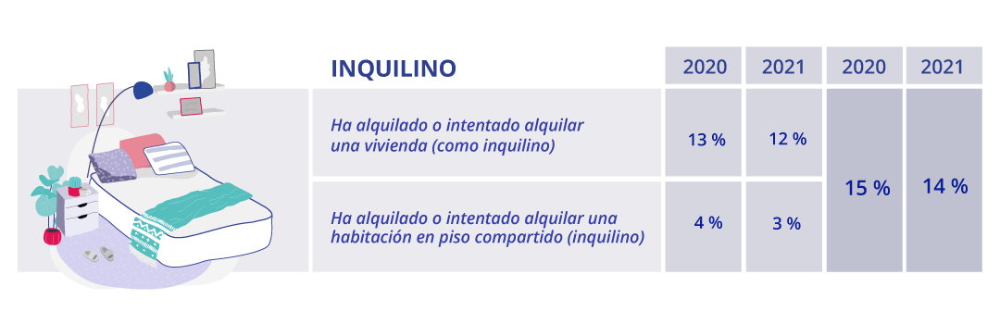 INQUILINO 2020 2021 2020 2021
Ha alquilado o intentado alquilar
una vivienda (como inquilino)
13 % 12 %
15 % 14 %
Ha alquilado o intentado alquilar una
habitación en piso compartido (inquilino)
4 % 3 %